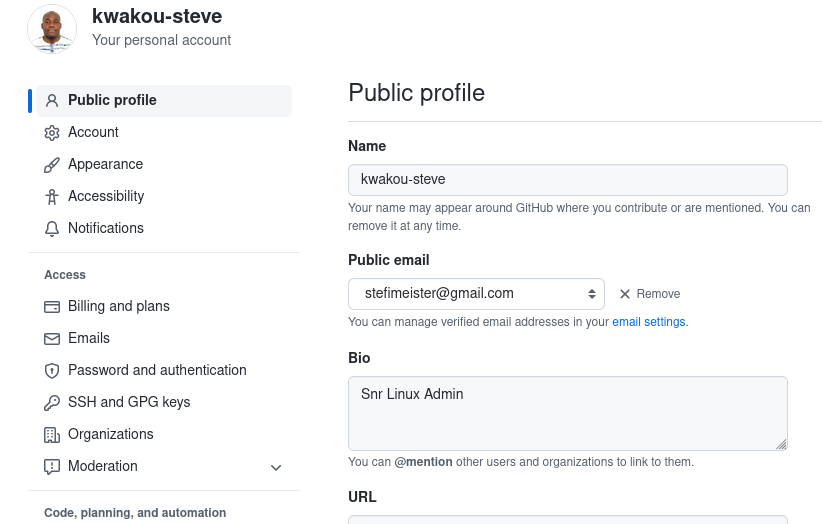 kwakou-steve
Your personal account
Public profile
Account
Appearance
Accessibility
Notifications
Access
Billing and plans
Emails
Password and authentication
SSH and GPG keys
Organizations
Moderation
Code, planning, and automation
Public profile
Name
kwakou-steve
Your name may appear around GitHub where you contribute or are mentioned. You can
remove it at any time.
Public email
stefimeister@gmail.com
Remove
You can manage verified email addresses in your email settings.
Bio
Snr Linux Admin
You can @mention other users and organizations to link to them.
URL